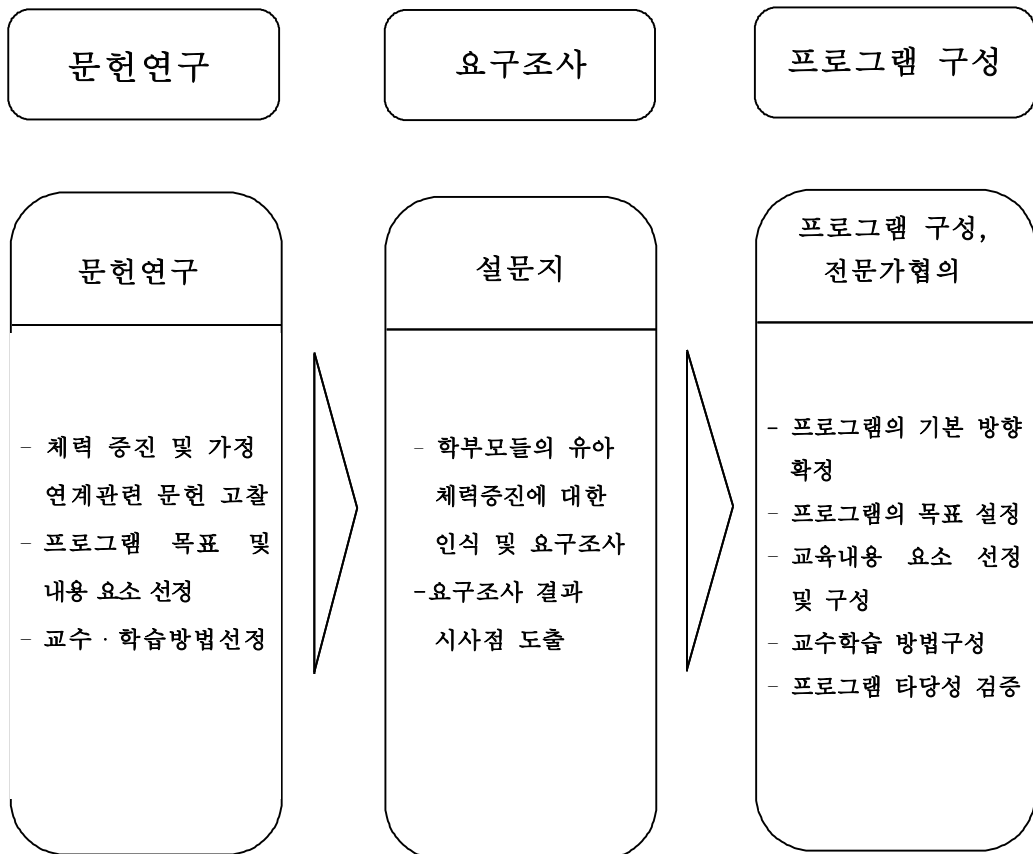 문헌연구
요구조사
프로그램 구성
문헌연구
- 체력 증진 및 가정
연계관련 문헌 고찰
- 프로그램 목표 및
내용 요소 선정
- 교수 · 학습방법선정
설문지
- 학부모들의 유아
체력증진에 대한
인식 및 요구조사
-요구조사 결과
시사점 도출
프로그램 구성,
전문가협의
- 프로그램의 기본 방향
확정
- 프로그램의 목표 설정
- 교육내용 요소 선정
및 구성
- 교수학습 방법구성
- 프로그램 타당성 검증